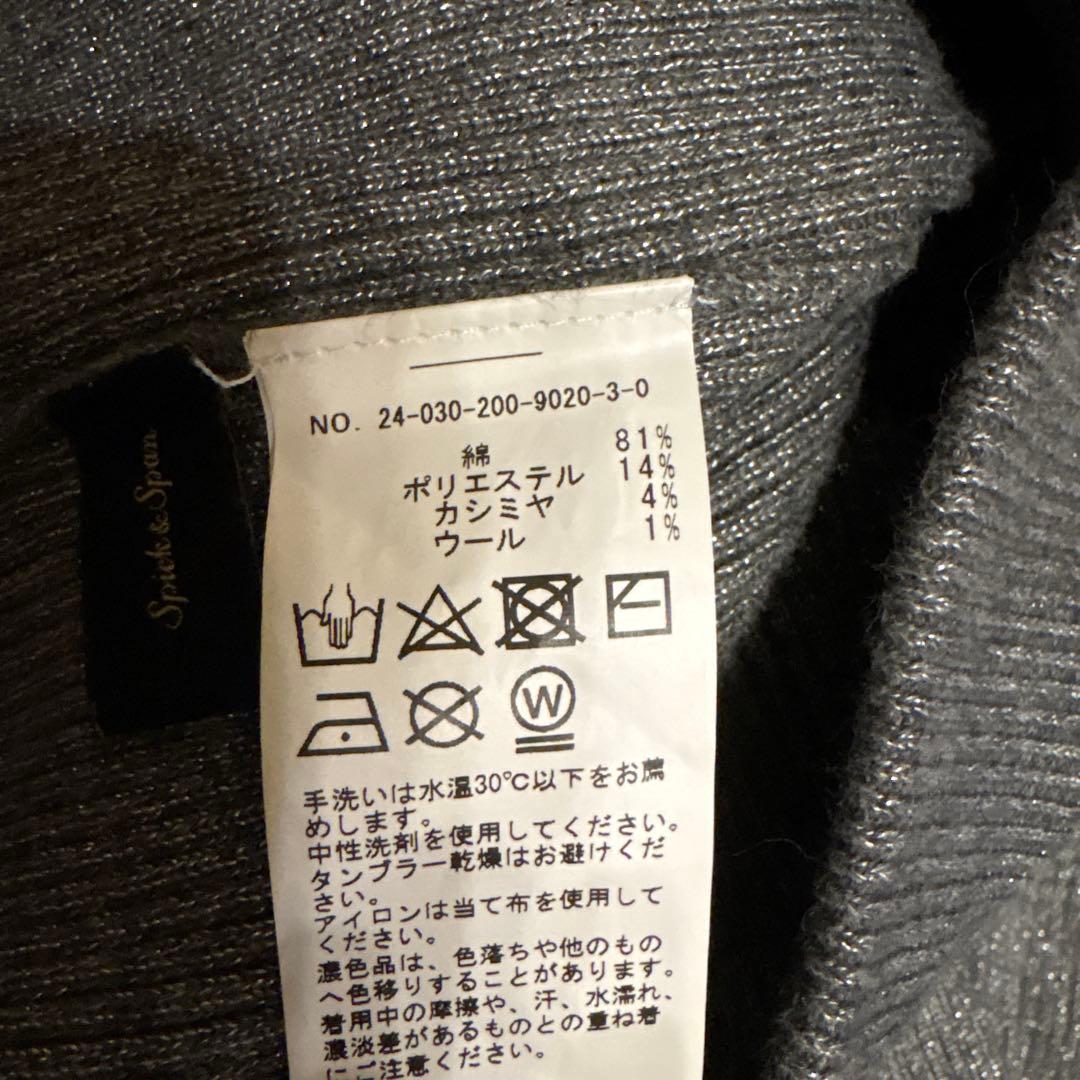 Spick & Span
NO. 24-030-200-9020-3-0
綿 81%
ポリエステル 14%
カシミヤ 4%
ウール 1%
W
手洗いは水温30℃以下をお薦
めします。
中性洗剤を使用してください。
タンブラー乾燥はお避けくだ
さい。
アイロンは当て布を使用して
ください。
濃色品は、色落ちや他のもの
へ色移りすることがあります。
着用中の摩擦や、汗、水濡れ、
濃淡差があるものとの重ね着
にご注意ください。